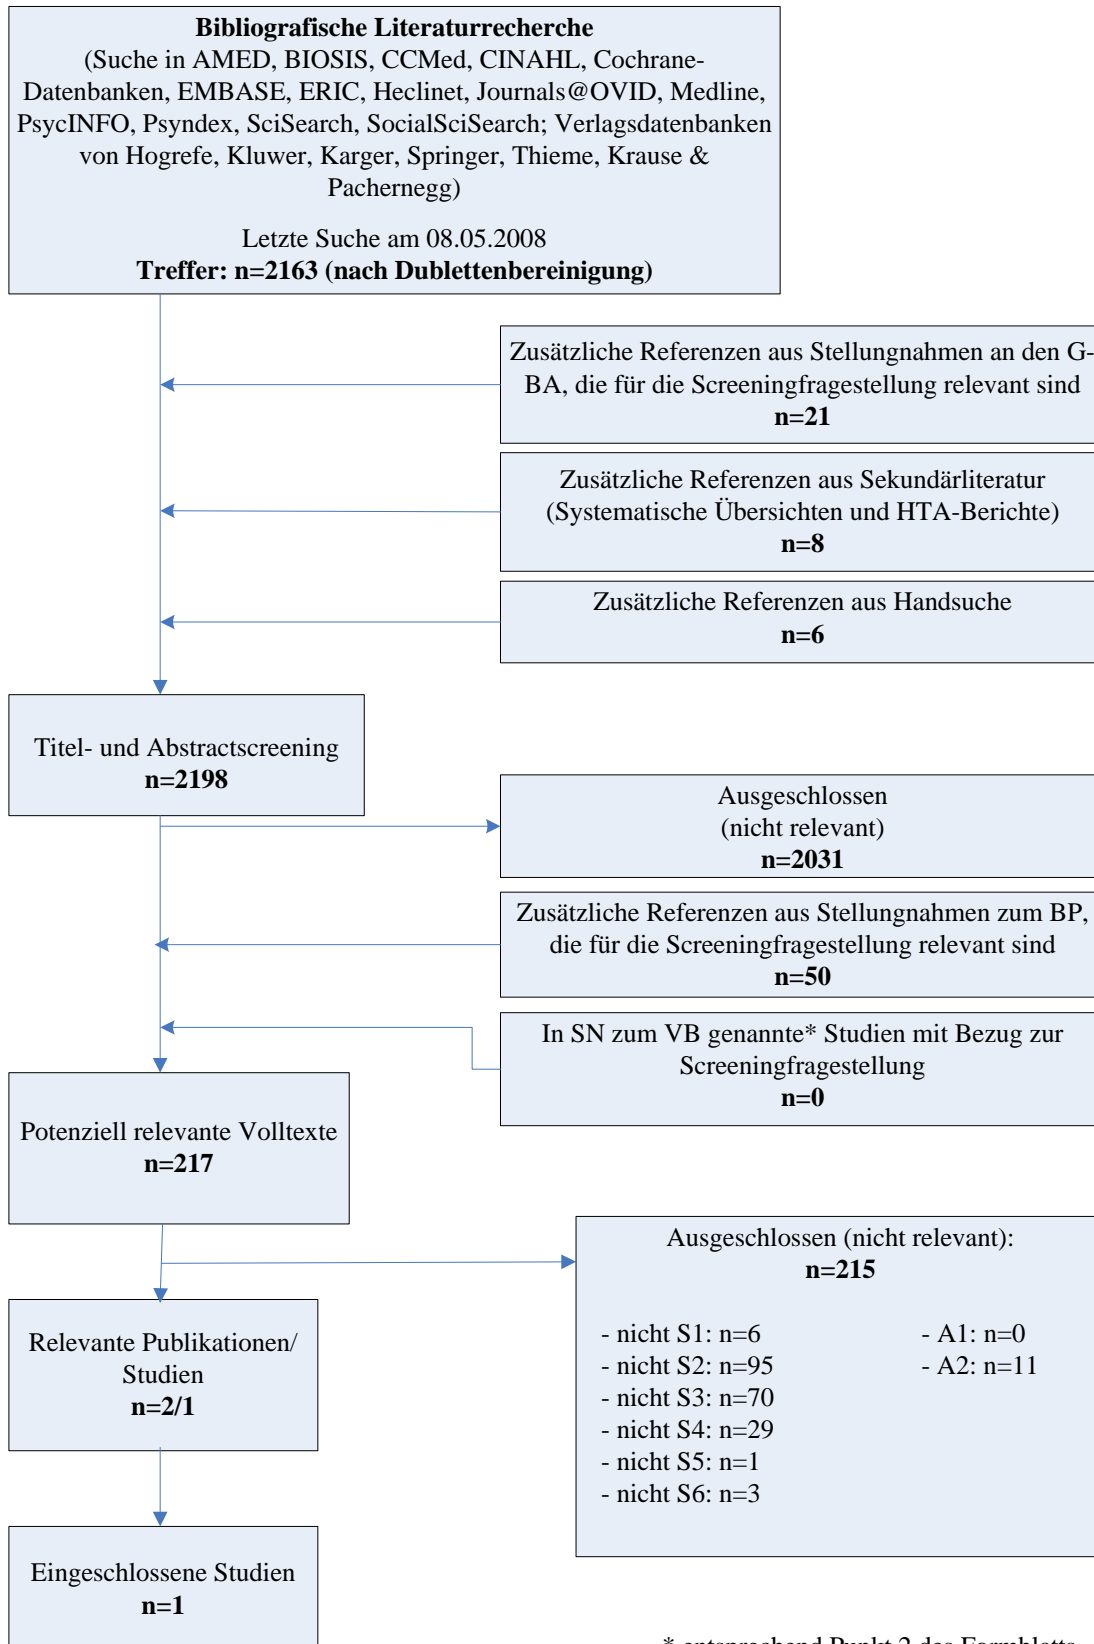 Bibliografische Literaturrecherche
(Suche in AMED, BIOSIS, CCMed, CINAHL, Cochrane-
Datenbanken, EMBASE, ERIC, Heclinet, Journals@OVID, Medline,
PsycINFO, Psyndex, SciSearch, SocialSciSearch; Verlagsdatenbanken
von Hogrefe, Kluwer, Karger, Springer, Thieme, Krause &
Pachernegg)
Letzte Suche am 08.05.2008
Treffer: n=2163 (nach Dublettenbereinigung)
Zusätzliche Referenzen aus Stellungnahmen an den G-
BA, die für die Screeningfragestellung relevant sind
n=21
Zusätzliche Referenzen aus Sekundärliteratur
(Systematische Übersichten und HTA-Berichte)
n=8
Zusätzliche Referenzen aus Handsuche
n=6
Titel- und Abstractscreening
n=2198
Ausgeschlossen
(nicht relevant)
n=2031
Zusätzliche Referenzen aus Stellungnahmen zum BP,
die für die Screeningfragestellung relevant sind
n=50
In SN zum VB genannte* Studien mit Bezug zur
Screeningfragestellung
n=0
Potenziell relevante Volltexte
n=217
Ausgeschlossen (nicht relevant):
n=215
- nicht S1: n=6 - A1: n=0
- nicht S2: n=95 - A2: n=11
- nicht S3: n=70
- nicht S4: n=29
- nicht S5: n=1
- nicht S6: n=3
Relevante Publikationen/
Studien
n=2/1
Eingeschlossene Studien
n=1
* entsprechend Punkt 2 des Formblatts